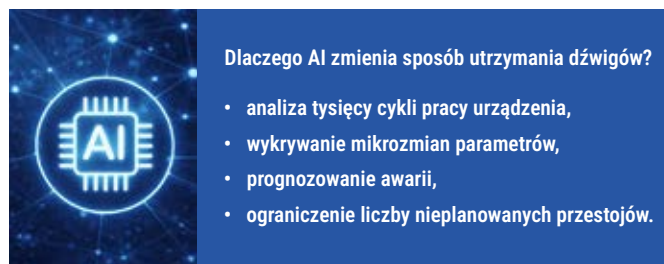 AI
Dlaczego AI zmienia sposób utrzymania dźwigów?
• analiza tysięcy cykli pracy urządzenia,
• wykrywanie mikrozmian parametrów,
• prognozowanie awarii,
• ograniczenie liczby nieplanowanych przestojów.